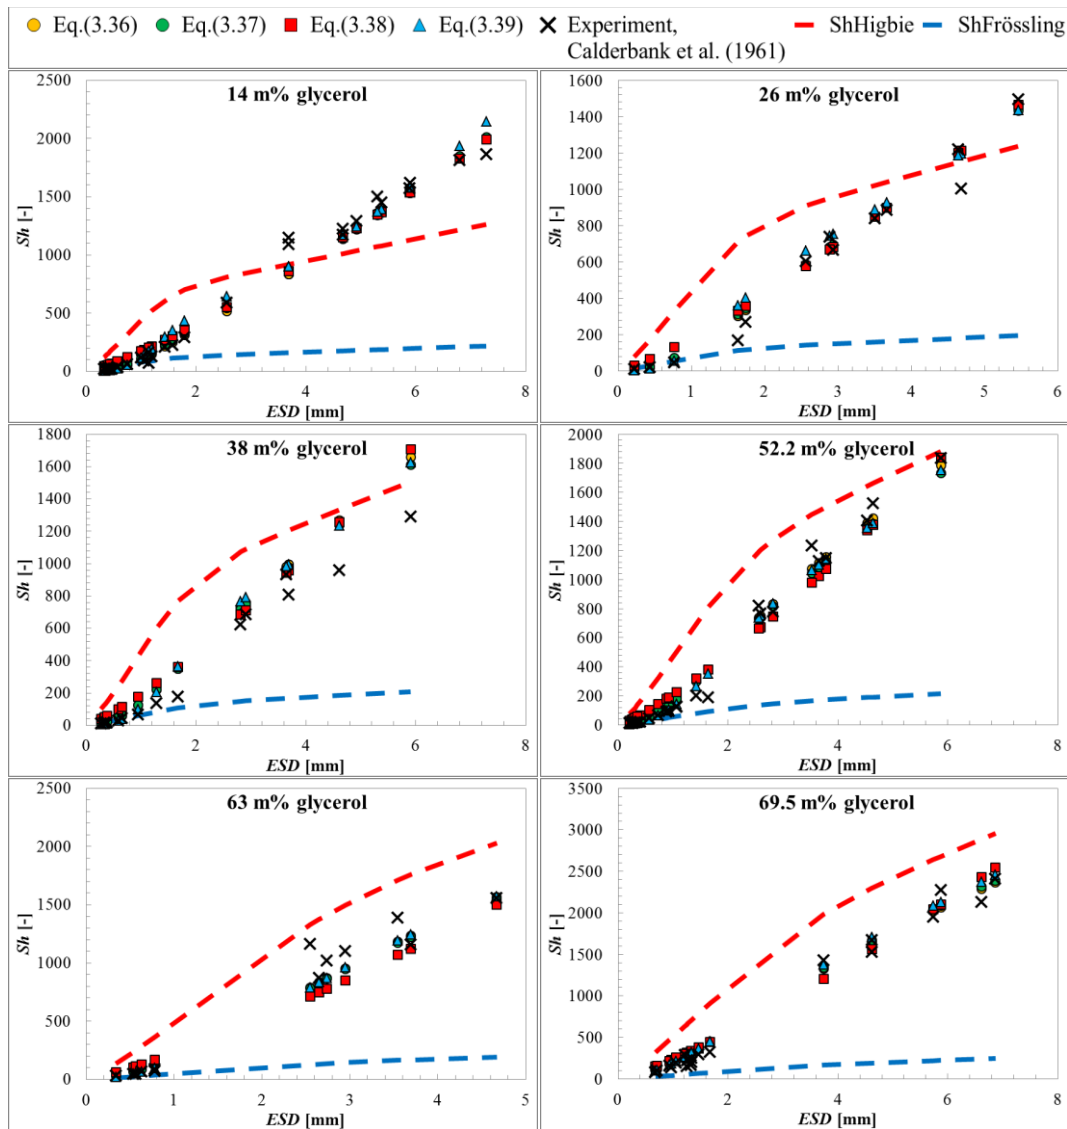 Eq.(3.36) Eq.(3.37) Eq.(3.38) Eq.(3.39) Experiment, ShHigbie ShFrössling
Calderbank et al. (1961)
14 m% glycerol
2500
2000
1500
1000
500
0
Sh [-]
0 2 4 6 8
ESD [mm]
26 m% glycerol
1600
1400
1200
1000
800
600
400
200
0
Sh [-]
0 1 2 3 4 5 6
ESD [mm]
38 m% glycerol
1800
1600
1400
1200
1000
800
600
400
200
0
Sh [-]
0 2 4 6 8
ESD [mm]
52.2 m% glycerol
2000
1800
1600
1400
1200
1000
800
600
400
200
0
Sh [-]
0 2 4 6 8
ESD [mm]
63 m% glycerol
2500
2000
1500
1000
500
0
Sh [-]
0 1 2 3 4 5
ESD [mm]
69.5 m% glycerol
3500
3000
2500
2000
1500
1000
500
0
Sh [-]
0 2 4 6 8
ESD [mm]